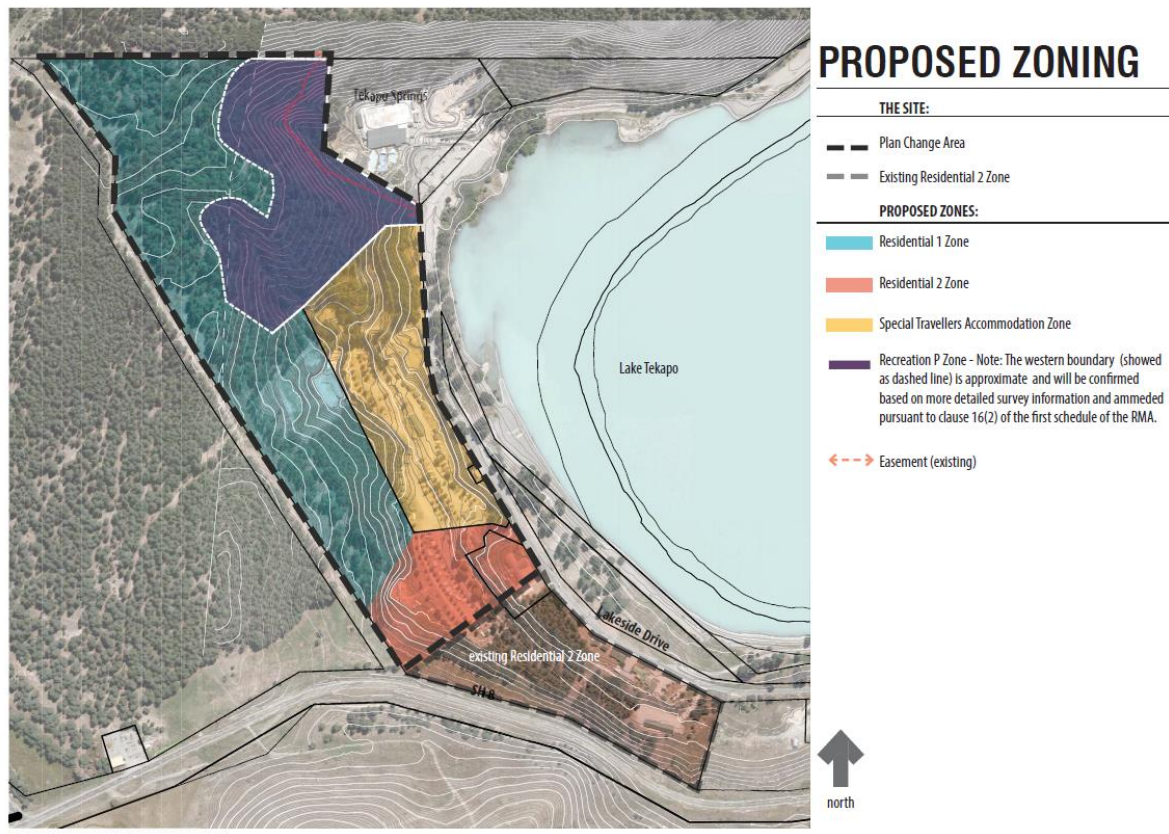 PROPOSED ZONING
THE SITE:
Plan Change Area
Existing Residential 2 Zone
PROPOSED ZONES:
Residential 1 Zone
Residential 2 Zone
Special Travellers Accommodation Zone
Recreation P Zone - Note: The western boundary (showed
as dashed line) is approximate and will be confirmed
based on more detailed survey information and ammeded
pursuant to clause 16(2) of the first schedule of the RMA.
Easement (existing)
north
Tekapo Springs
Lake Tekapo
Lakeside Drive
existing Residential 2 Zone
SH 8